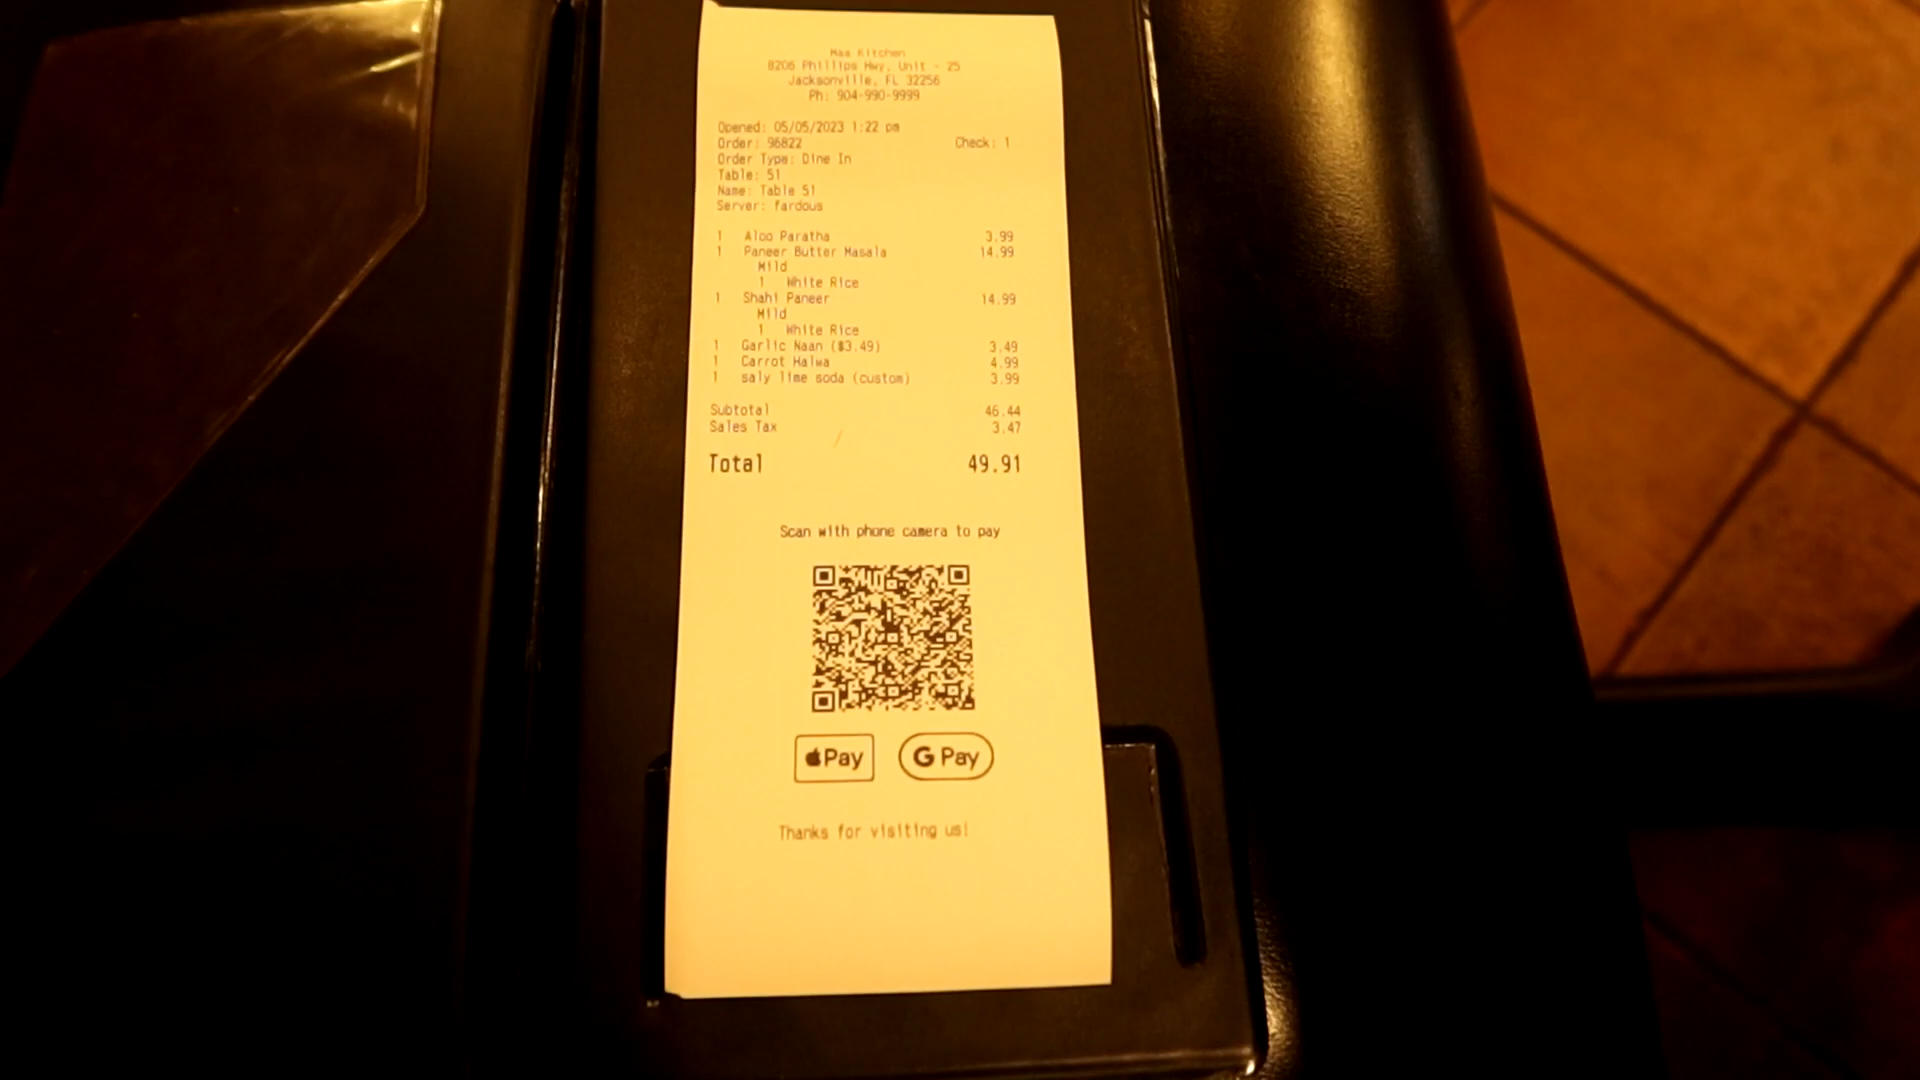 Maa Kitchen
8206 Phillips Hwy, Unit - 25
Jacksonville, FL 32256
Ph: 904-990-9999
Opened: 05/05/2023 1:22 pm
Order: 96822 Check: 1
Order Type: Dine In
Table: 51
Name: Table 51
Server: fardous
1 Aloo Paratha 3.99
1 Paneer Butter Masala 14.99
Mild
1 White Rice
1 Shahi Paneer 14.99
Mild
1 White Rice
1 Garlic Naan ($3.49) 3.49
1 Carrot Halwa 4.99
1 saly lime soda (custom) 3.99
Subtotal 46.44
Sales Tax 3.47
Total 49.91
Scan with phone camera to pay
Pay G Pay
Thanks for visiting us!